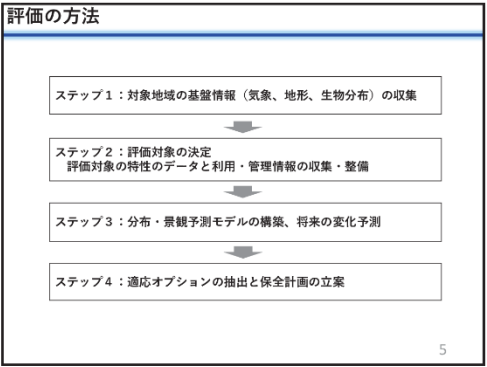 評価の方法
ステップ１：対象地域の基盤情報（気象、地形、生物分布）の収集
ステップ２：評価対象の決定
評価対象の特性のデータと利用・管理情報の収集・整備
ステップ３：分布・景観予測モデルの構築、将来の変化予測
ステップ４：適応オプションの抽出と保全計画の立案
5